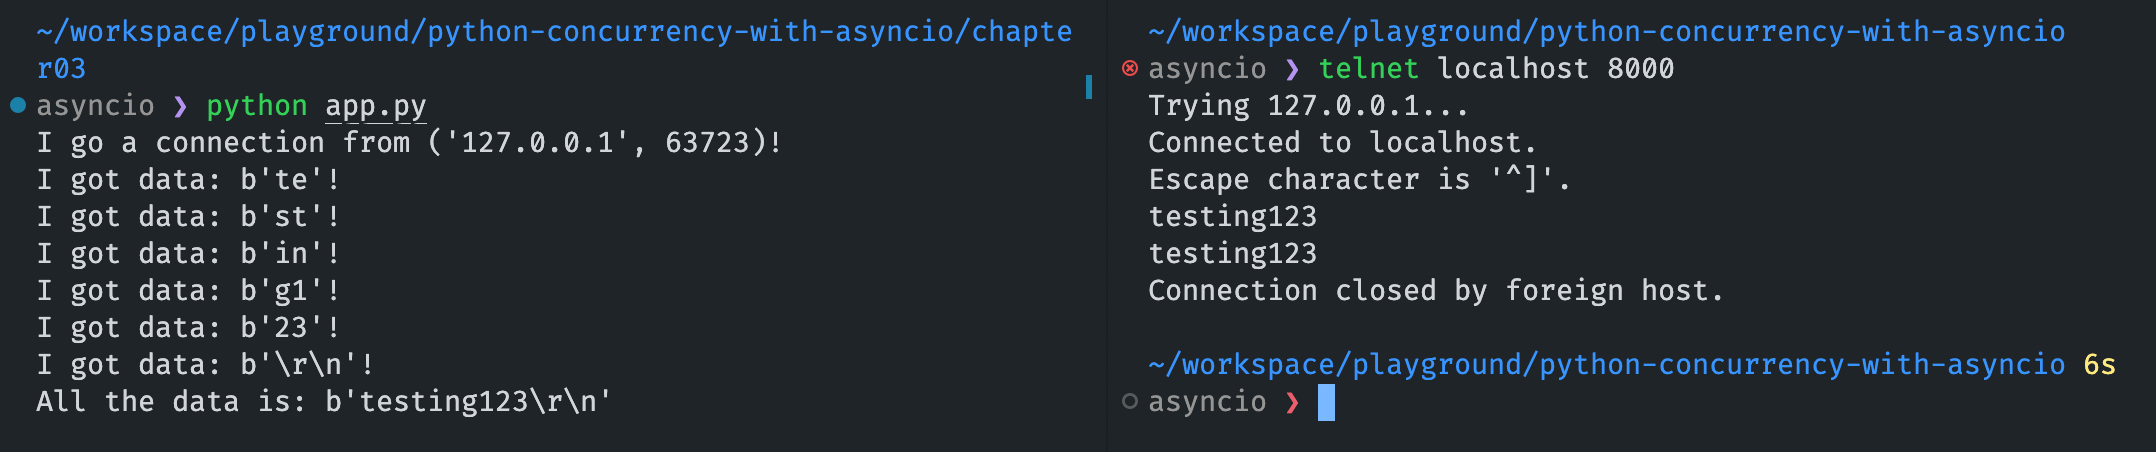 ~/workspace/playground/python-concurrency-with-asyncio/chapte
r03
asyncio ❯ python app.py
I go a connection from ('127.0.0.1', 63723)!
I got data: b'te'!
I got data: b'st'!
I got data: b'in'!
I got data: b'g1'!
I got data: b'23'!
I got data: b'\r\n'!
All the data is: b'testing123\r\n'
~/workspace/playground/python-concurrency-with-asyncio
asyncio ❯ telnet localhost 8000
Trying 127.0.0.1...
Connected to localhost.
Escape character is '^]'.
testing123
testing123
Connection closed by foreign host.
~/workspace/playground/python-concurrency-with-asyncio 6s
asyncio ❯